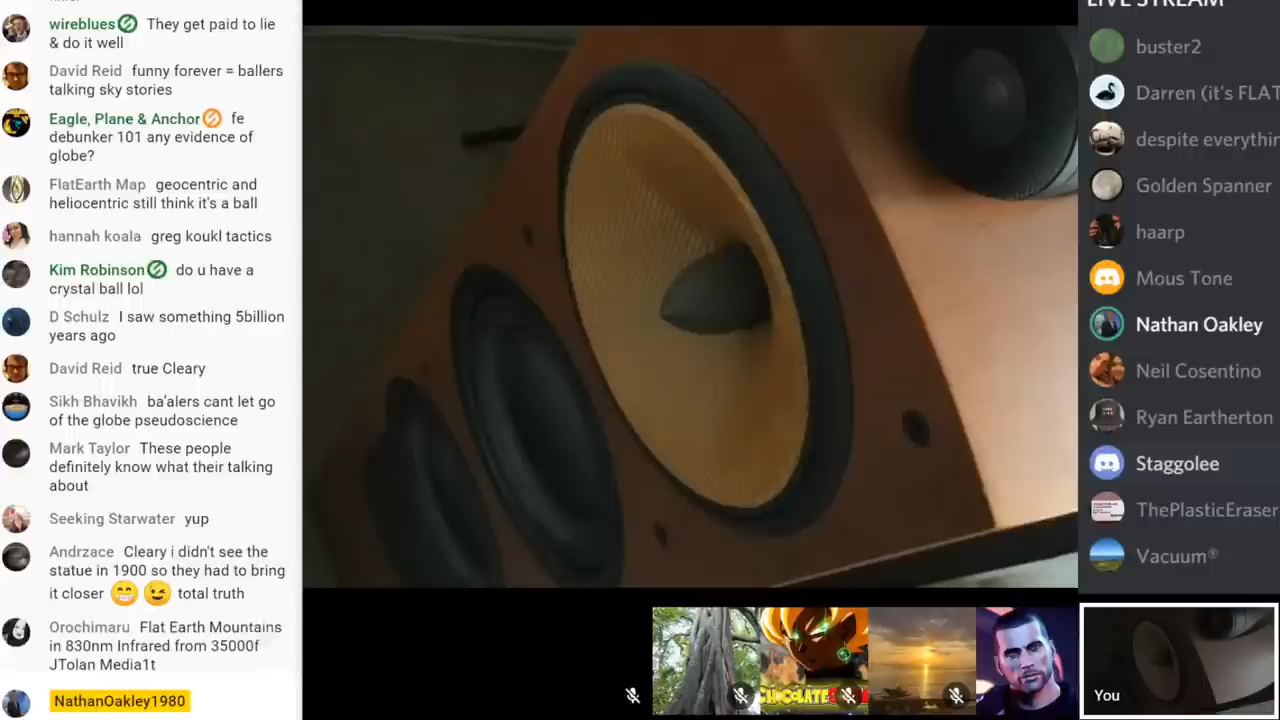 wireblues They get paid to lie
& do it well
David Reid funny forever = ballers
talking sky stories
Eagle, Plane & Anchor fe
debunker 101 any evidence of
globe?
FlatEarth Map geocentric and
heliocentric still think it's a ball
hannah koala greg koukl tactics
Kim Robinson do u have a
crystal ball lol
D Schulz I saw something 5billion
years ago
David Reid true Cleary
Sikh Bhavikh ba'alers cant let go
of the globe pseudoscience
Mark Taylor These people
definitely know what their talking
about
Seeking Starwater yup
Andrzace Cleary i didn't see the
statue in 1900 so they had to bring
it closer 😁 😉 total truth
Orochimaru Flat Earth Mountains
in 830nm Infrared from 35000f
JTolan Media1t
NathanOakley1980
LIVE STREAM
buster2
Darren (it's FLAT
despite everythin
Golden Spanner
haarp
Mous Tone
Nathan Oakley
Neil Cosentino
Ryan Eartherton
Staggolee
ThePlasticEraser
Vacuum®
You